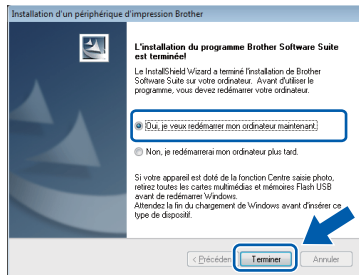 Installation d'un périphérique d'impression Brother
L'installation du programme Brother Software Suite
est terminée!
Le InstallShield Wizard a terminé l'installation de Brother
Software Suite sur votre ordinateur. Avant d'utiliser le
programme, vous devez redémarrer votre ordinateur.
Oui, je veux redémarrer mon ordinateur maintenant.
Non, je redémarrerai mon ordinateur plus tard.
Si votre appareil est doté de la fonction Centre saisie photo,
retirez toutes les cartes multimédias et mémoires Flash USB
avant de redémarrer Windows.
Attendez la fin du chargement de Windows avant d'insérer ce
type de dispositif.
< Précéden Terminer Annuler